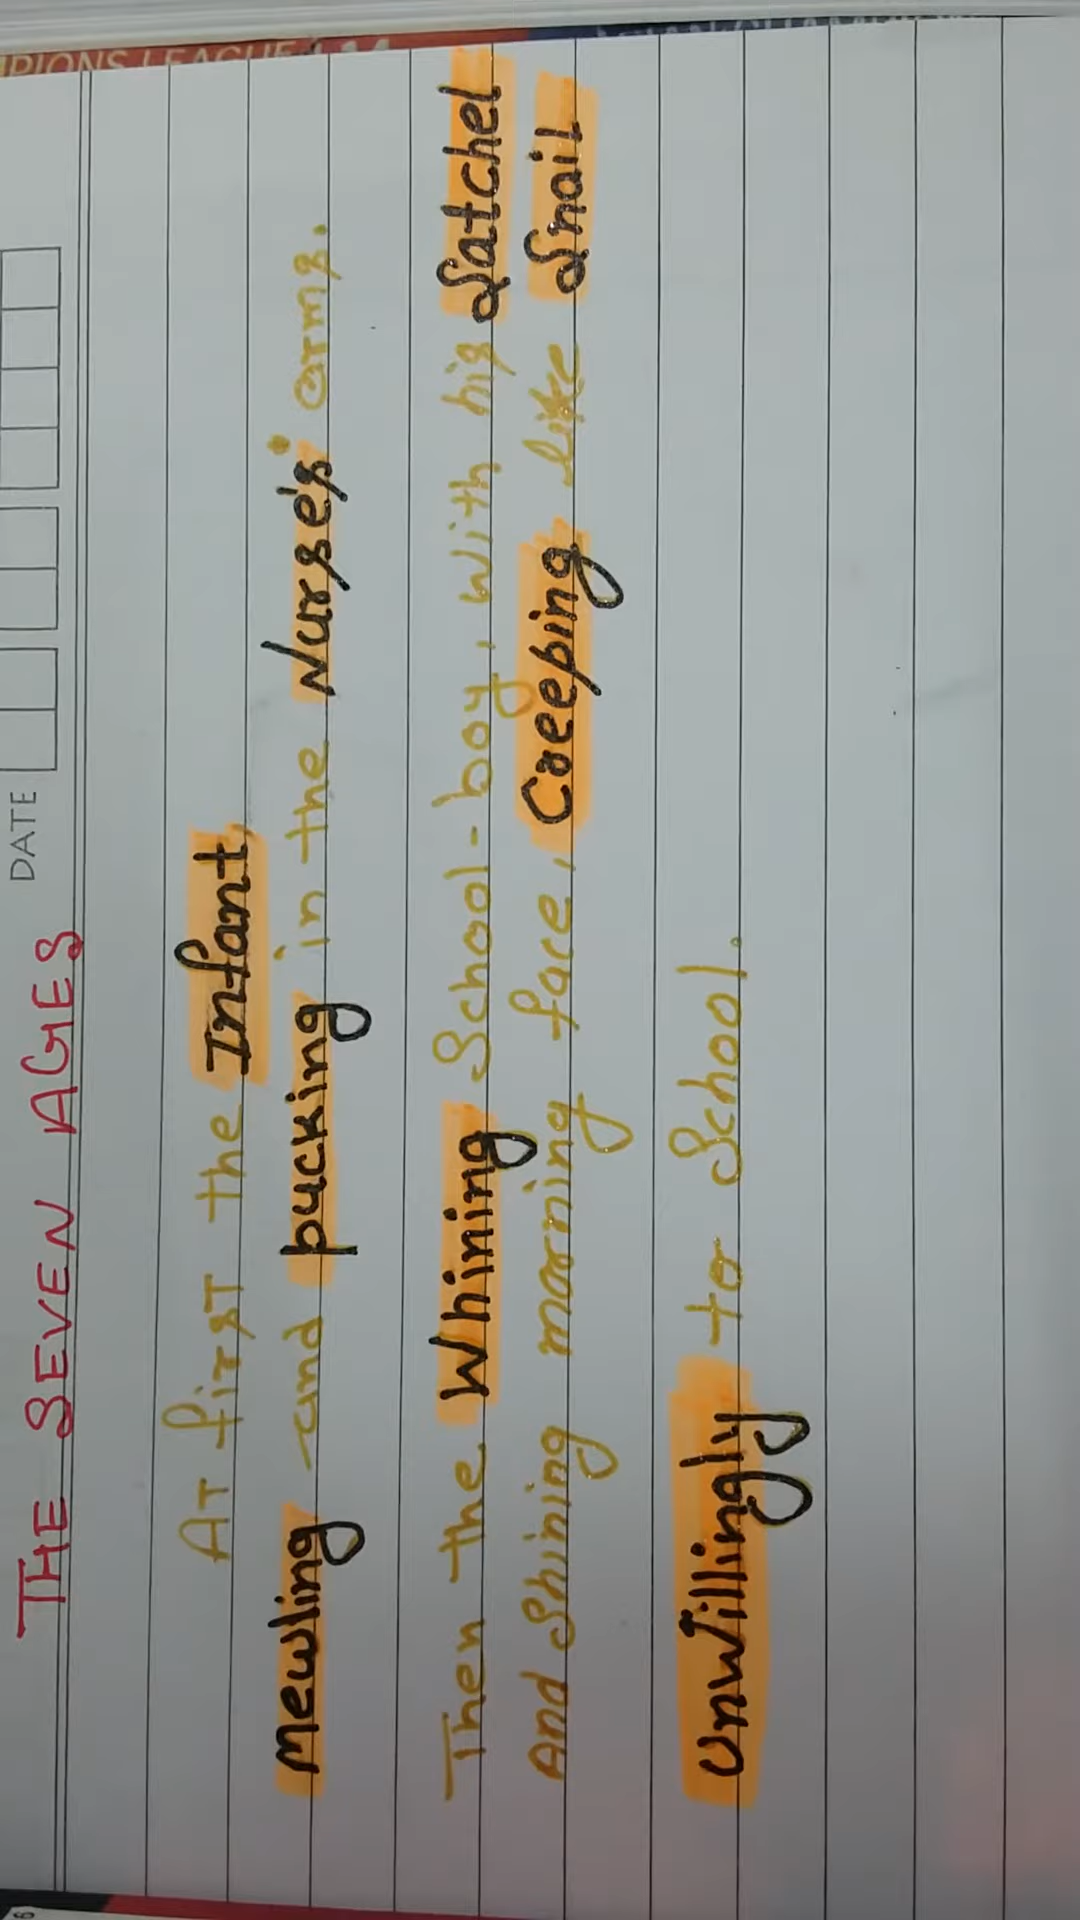 THE SEVEN AGES
DATE
At first the Infant,
Mewling and pucking in the Nurse's arms.
Then the Whining School-boy, with his Satchel
And Shining morning face, Creeping like Snail
Unwillingly to School.